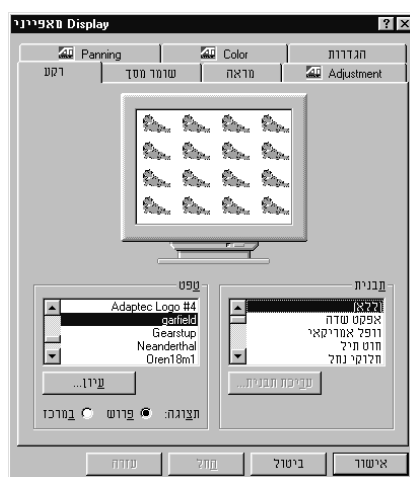 מאפייני Display
Panning Color הגדרות
רקע שומר מסך מראה Adjustment
תבנית
(ללא)
אפקט שדה
וופל אמריקאי
חוט תיל
חלוקי נחל
עריכת תבנית...
טפט
Adaptec Logo #4
garfield
Gearstup
Neanderthal
Oren18m1
עיון...
תצוגה: פרוש במרכז
אישור ביטול החל עזרה